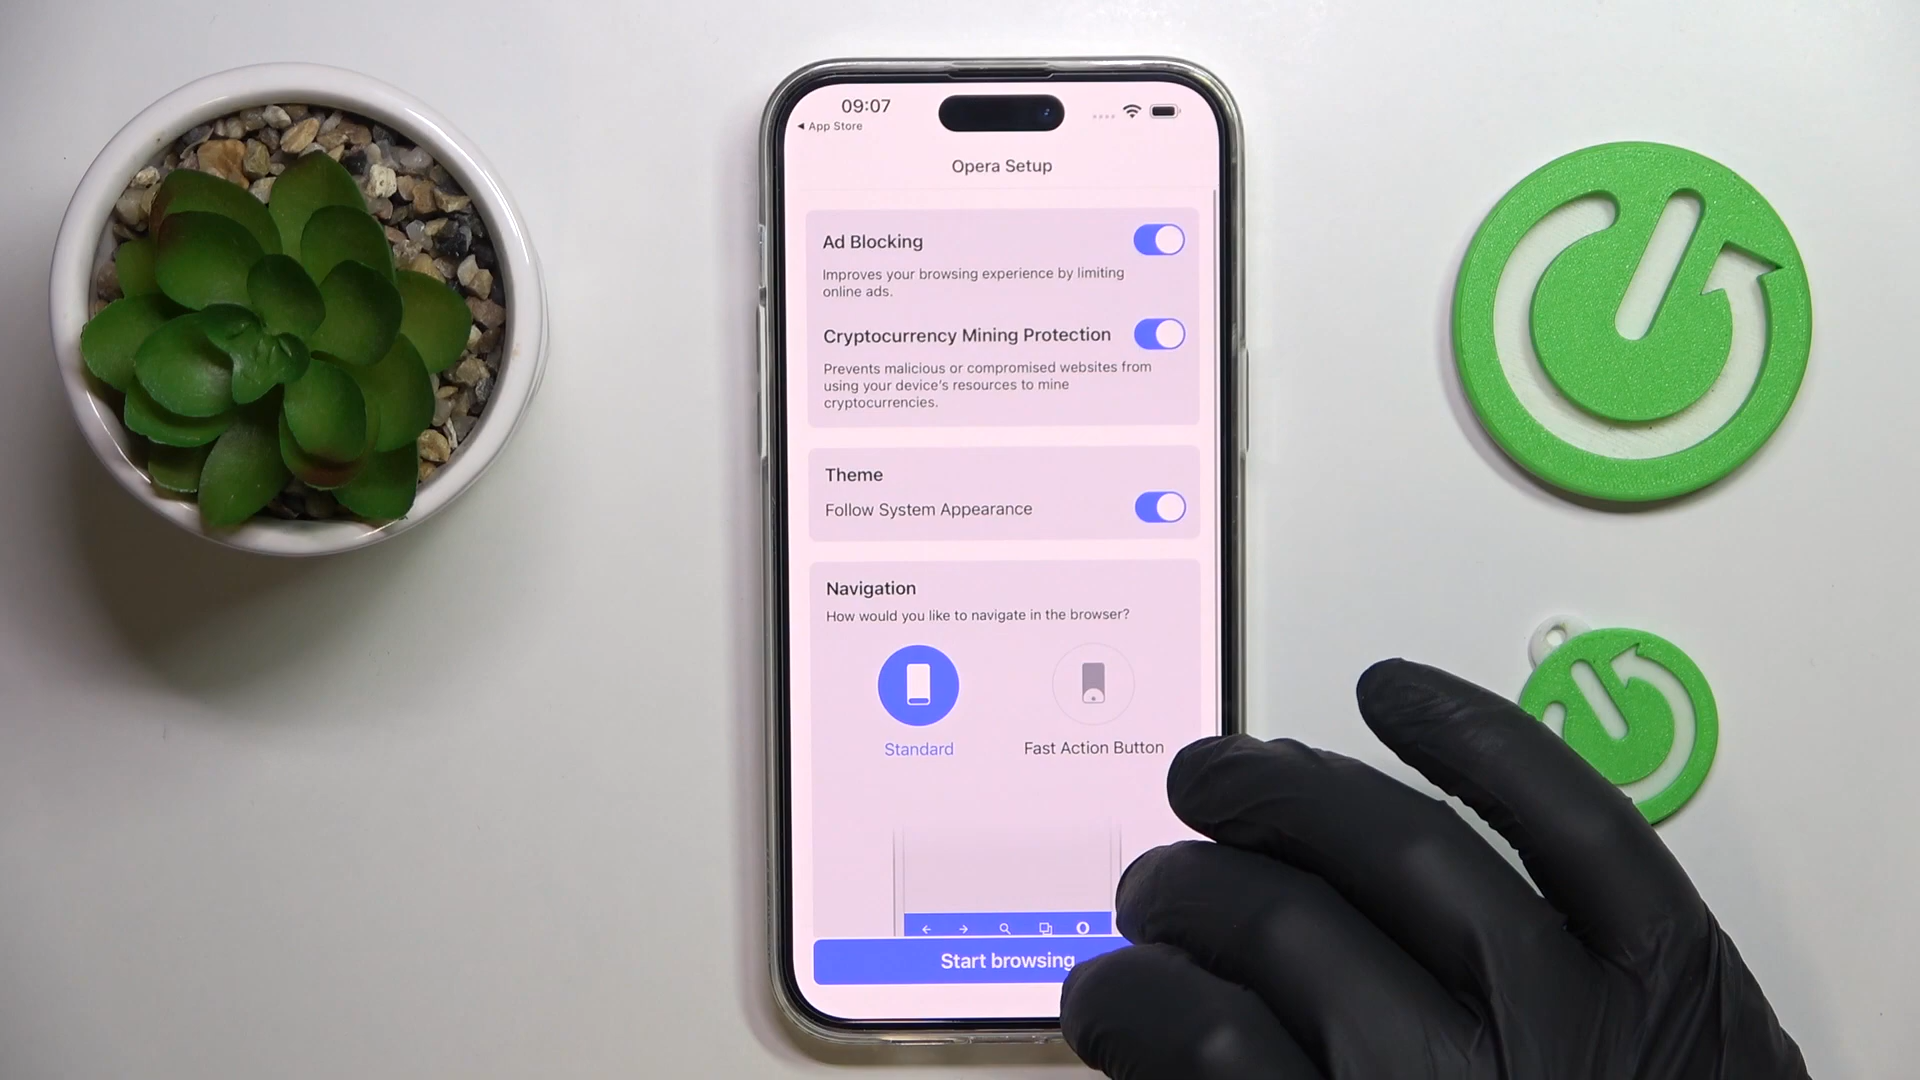 09:07
◀ App Store
Opera Setup
Ad Blocking
Improves your browsing experience by limiting
online ads.
Cryptocurrency Mining Protection
Prevents malicious or compromised websites from
using your device's resources to mine
cryptocurrencies.
Theme
Follow System Appearance
Navigation
How would you like to navigate in the browser?
Standard
Fast Action Button
Start browsing